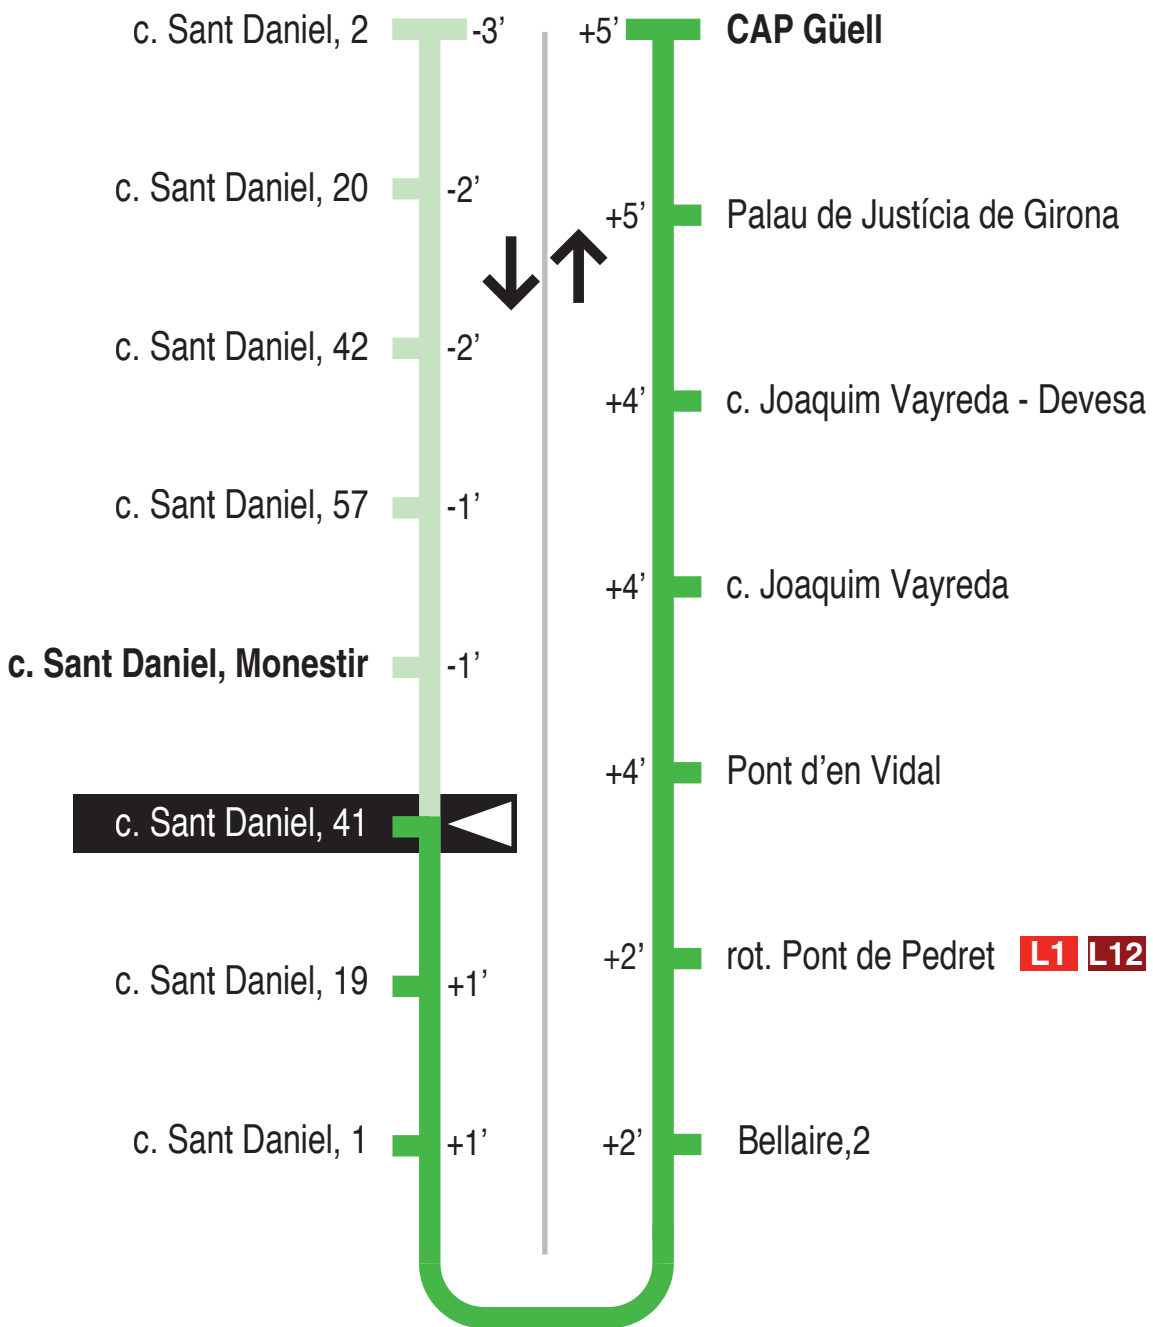 c. Sant Daniel, 2 -3’
c. Sant Daniel, 20 -2’
c. Sant Daniel, 42 -2’
c. Sant Daniel, 57 -1’
c. Sant Daniel, Monestir -1’
c. Sant Daniel, 41
c. Sant Daniel, 19 +1’
c. Sant Daniel, 1 +1’
+5’ CAP Güell
+5’ Palau de Justícia de Girona
+4’ c. Joaquim Vayreda - Devesa
+4’ c. Joaquim Vayreda
+4’ Pont d’en Vidal
+2’ rot. Pont de Pedret L1 L12
+2’ Bellaire,2